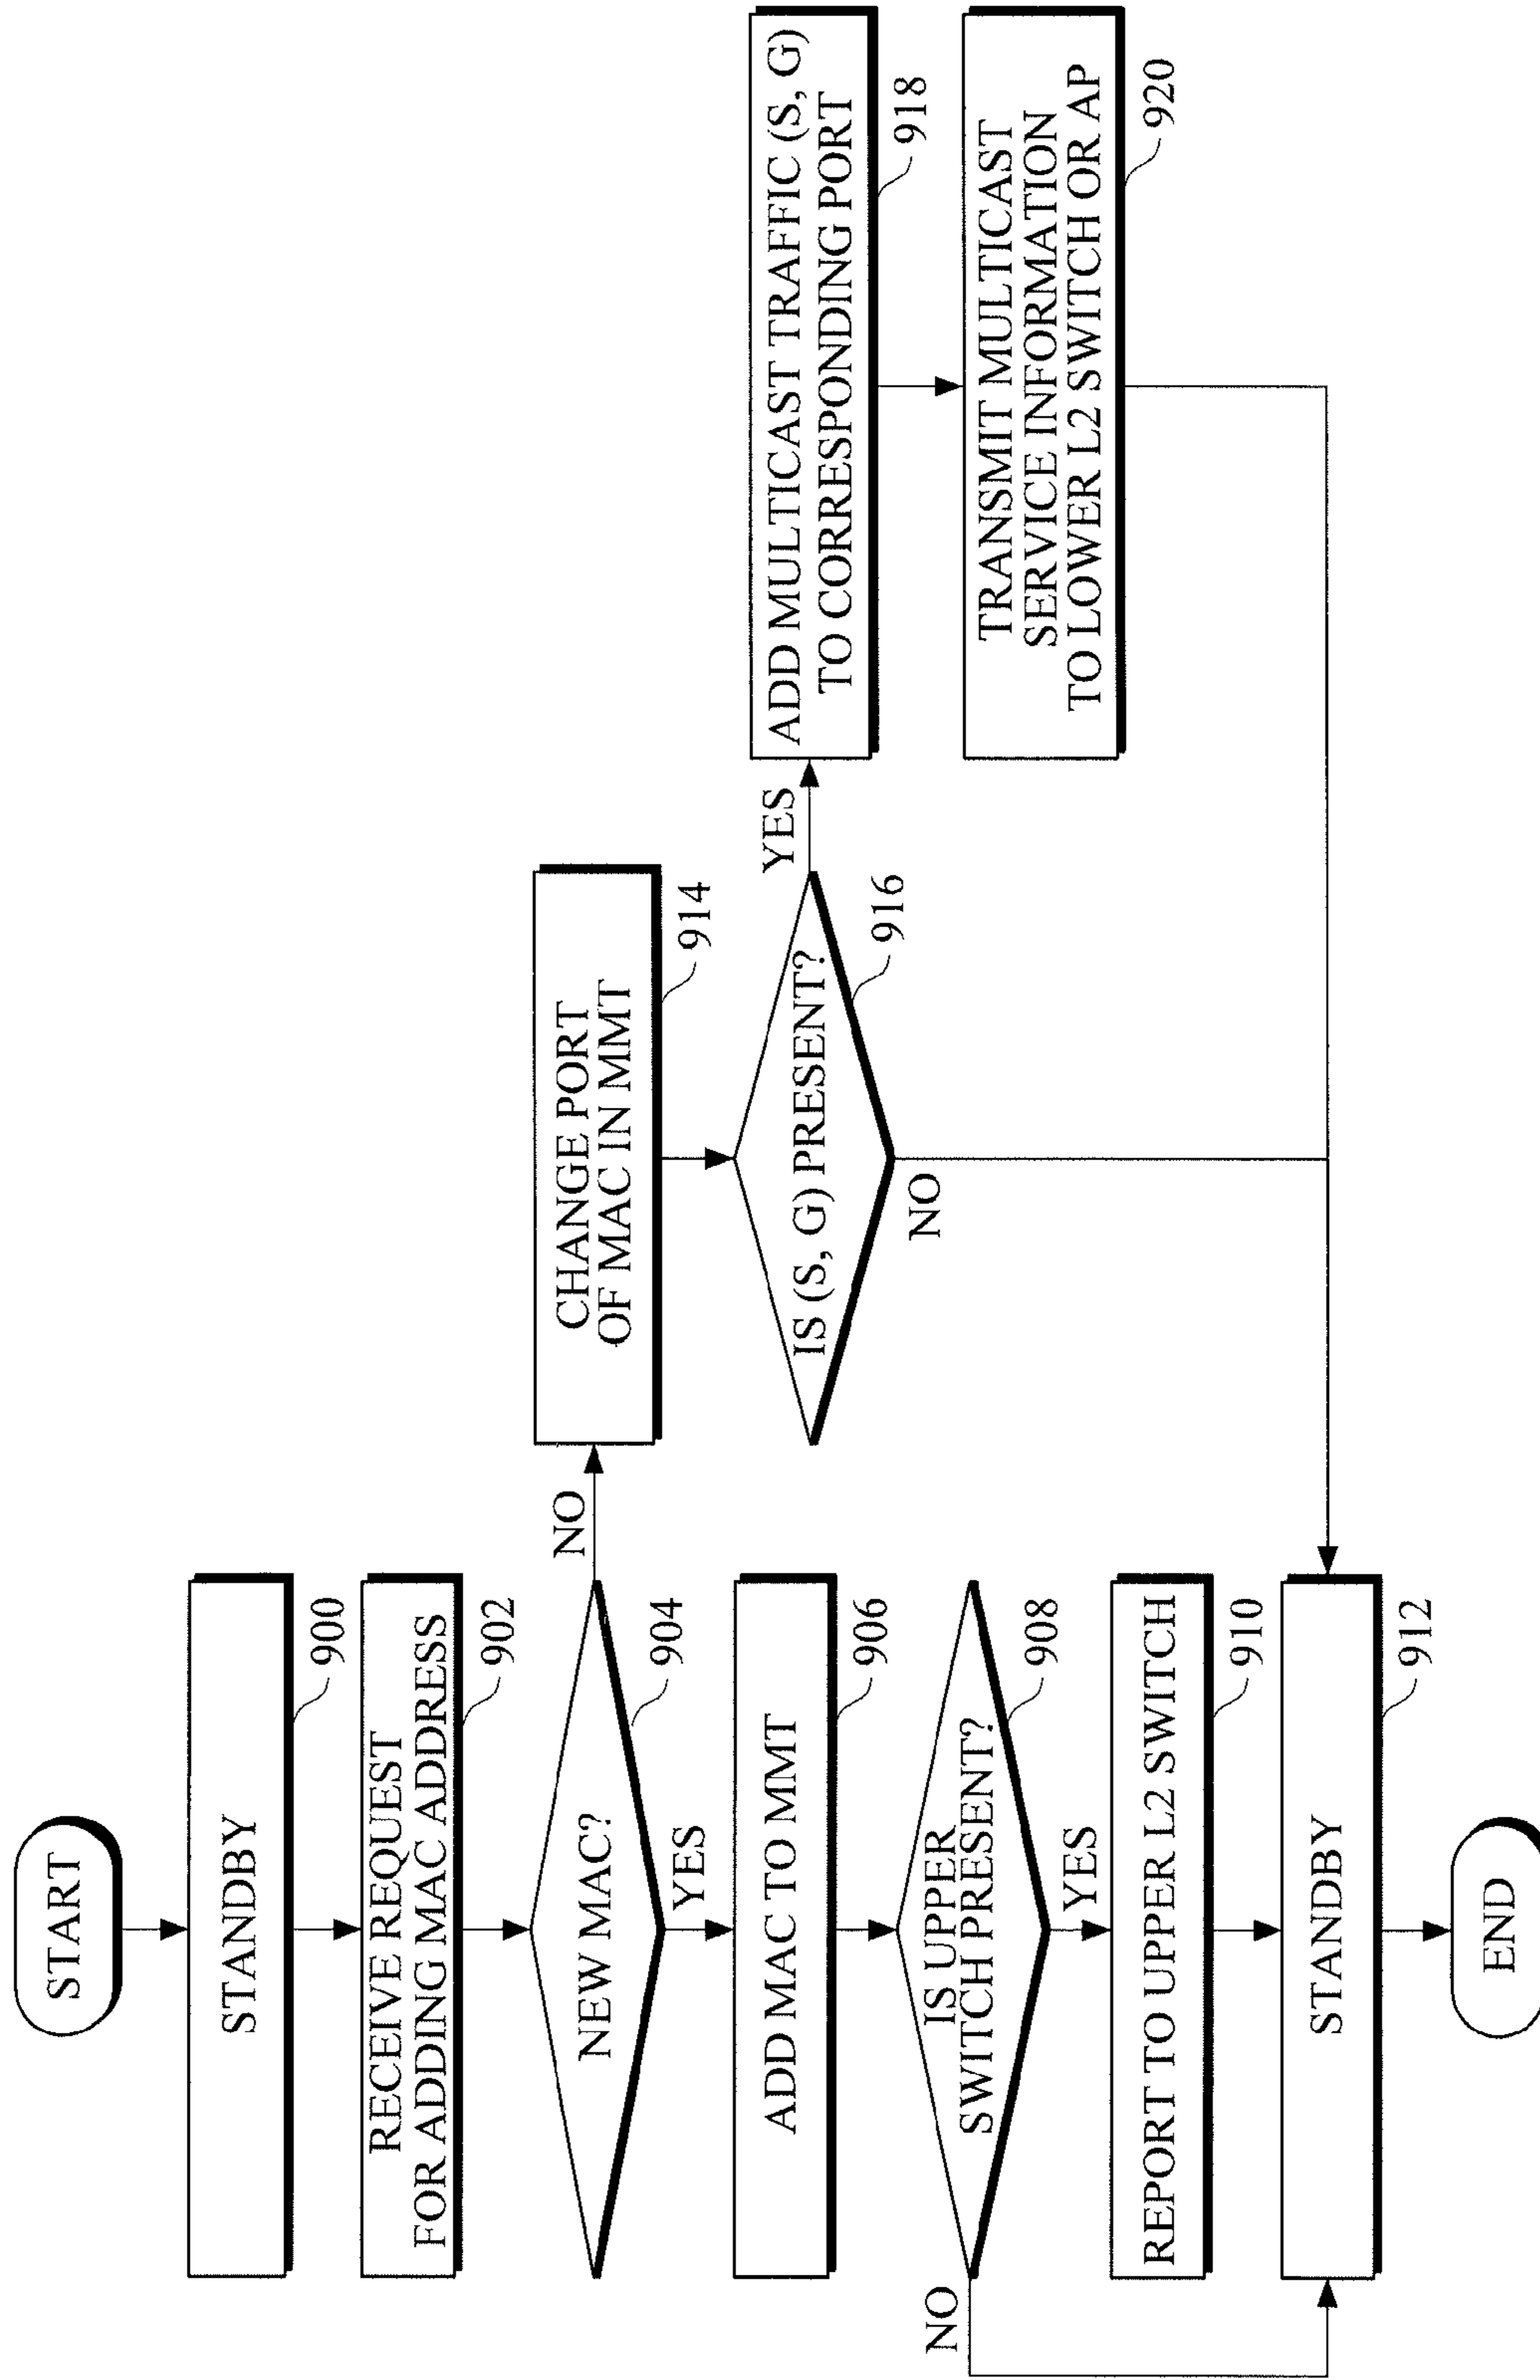 START
STANDBY
900
RECEIVE REQUEST
FOR ADDING MAC ADDRESS
902
NEW MAC?
904
NO
YES
ADD MAC TO MMT
906
IS UPPER
SWITCH PRESENT?
908
NO
YES
REPORT TO UPPER L2 SWITCH
910
STANDBY
912
END
CHANGE PORT
OF MAC IN MMT
914
IS (S, G) PRESENT?
916
YES
NO
ADD MULTICAST TRAFFIC (S, G)
TO CORRESPONDING PORT
918
TRANSMIT MULTICAST
SERVICE INFORMATION
TO LOWER L2 SWITCH OR AP
920